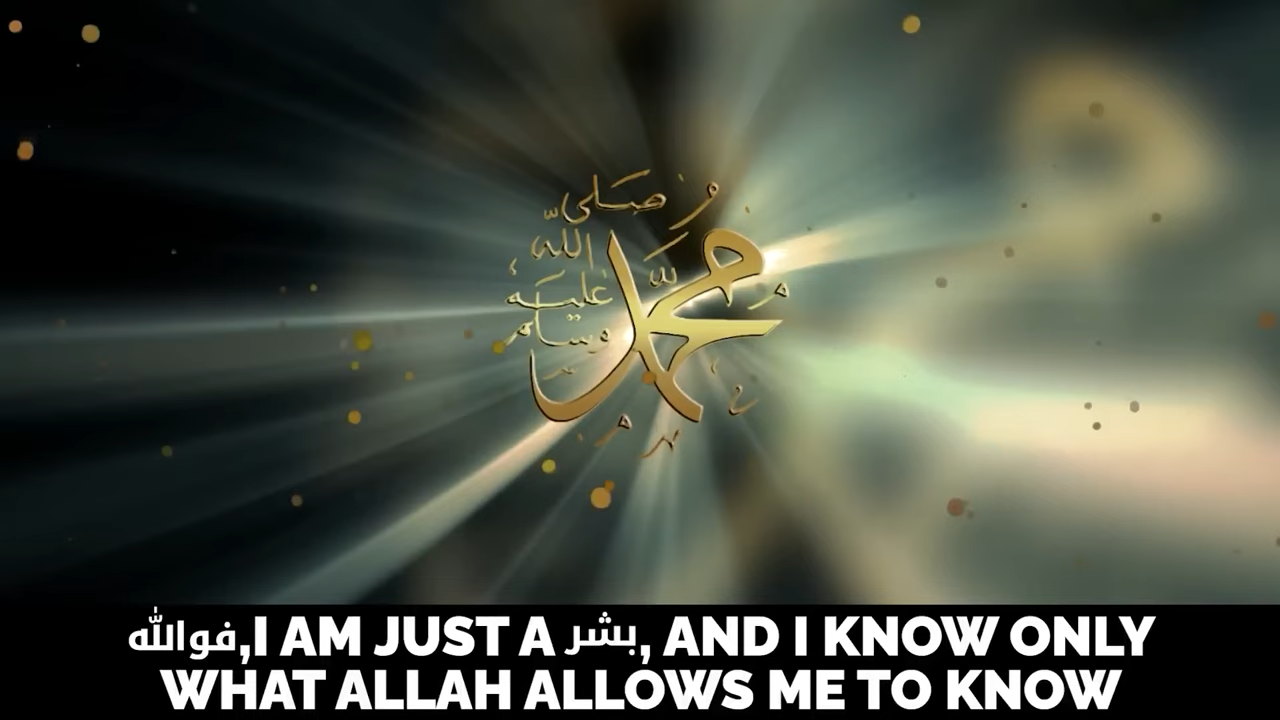 صلى
الله
عليه
وسلم
محمد
فوالله,I AM JUST A بشر, AND I KNOW ONLY
WHAT ALLAH ALLOWS ME TO KNOW